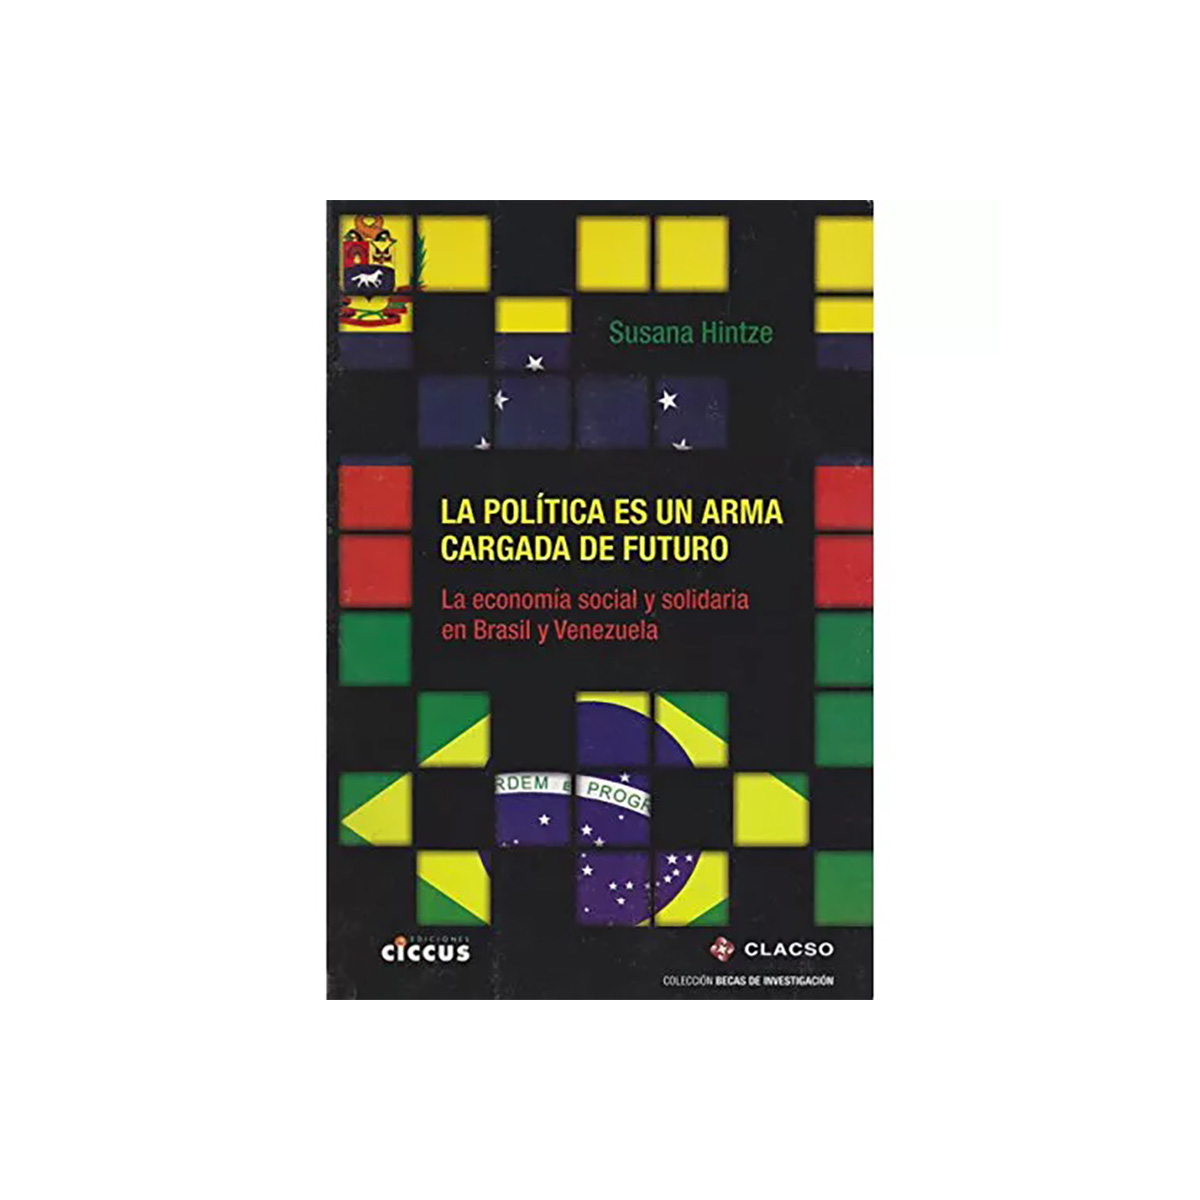 Susana Hintze
LA POLÍTICA ES UN ARMA
CARGADA DE FUTURO
La economía social y solidaria
en Brasil y Venezuela
RDEM E PROGR
EDICIONES
CICCUS
CLACSO
COLECCIÓN BECAS DE INVESTIGACIÓN